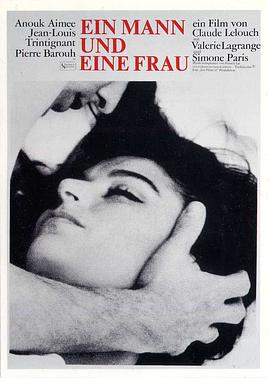 Anouk Aimee
Jean-Louis
Trintignant
Pierre Barouh
EIN MANN
UND
EINE FRAU
ein Film von
Claude Lelouch
Valerie Lagrange
Simone Paris